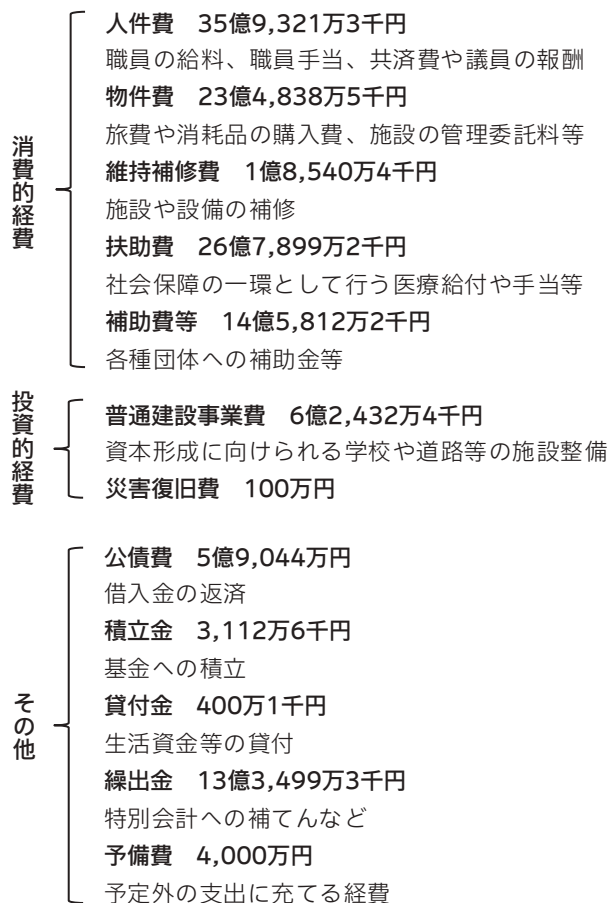 消費的経費
人件費　35億9,321万3千円
職員の給料、職員手当、共済費や議員の報酬
物件費　23億4,838万5千円
旅費や消耗品の購入費、施設の管理委託料等
維持補修費　1億8,540万4千円
施設や設備の補修
扶助費　26億7,899万2千円
社会保障の一環として行う医療給付や手当等
補助費等　14億5,812万2千円
各種団体への補助金等
投資的経費
普通建設事業費　6億2,432万4千円
資本形成に向けられる学校や道路等の施設整備
災害復旧費　100万円
その他
公債費　5億9,044万円
借入金の返済
積立金　3,112万6千円
基金への積立
貸付金　400万1千円
生活資金等の貸付
繰出金　13億3,499万3千円
特別会計への補てんなど
予備費　4,000万円
予定外の支出に充てる経費